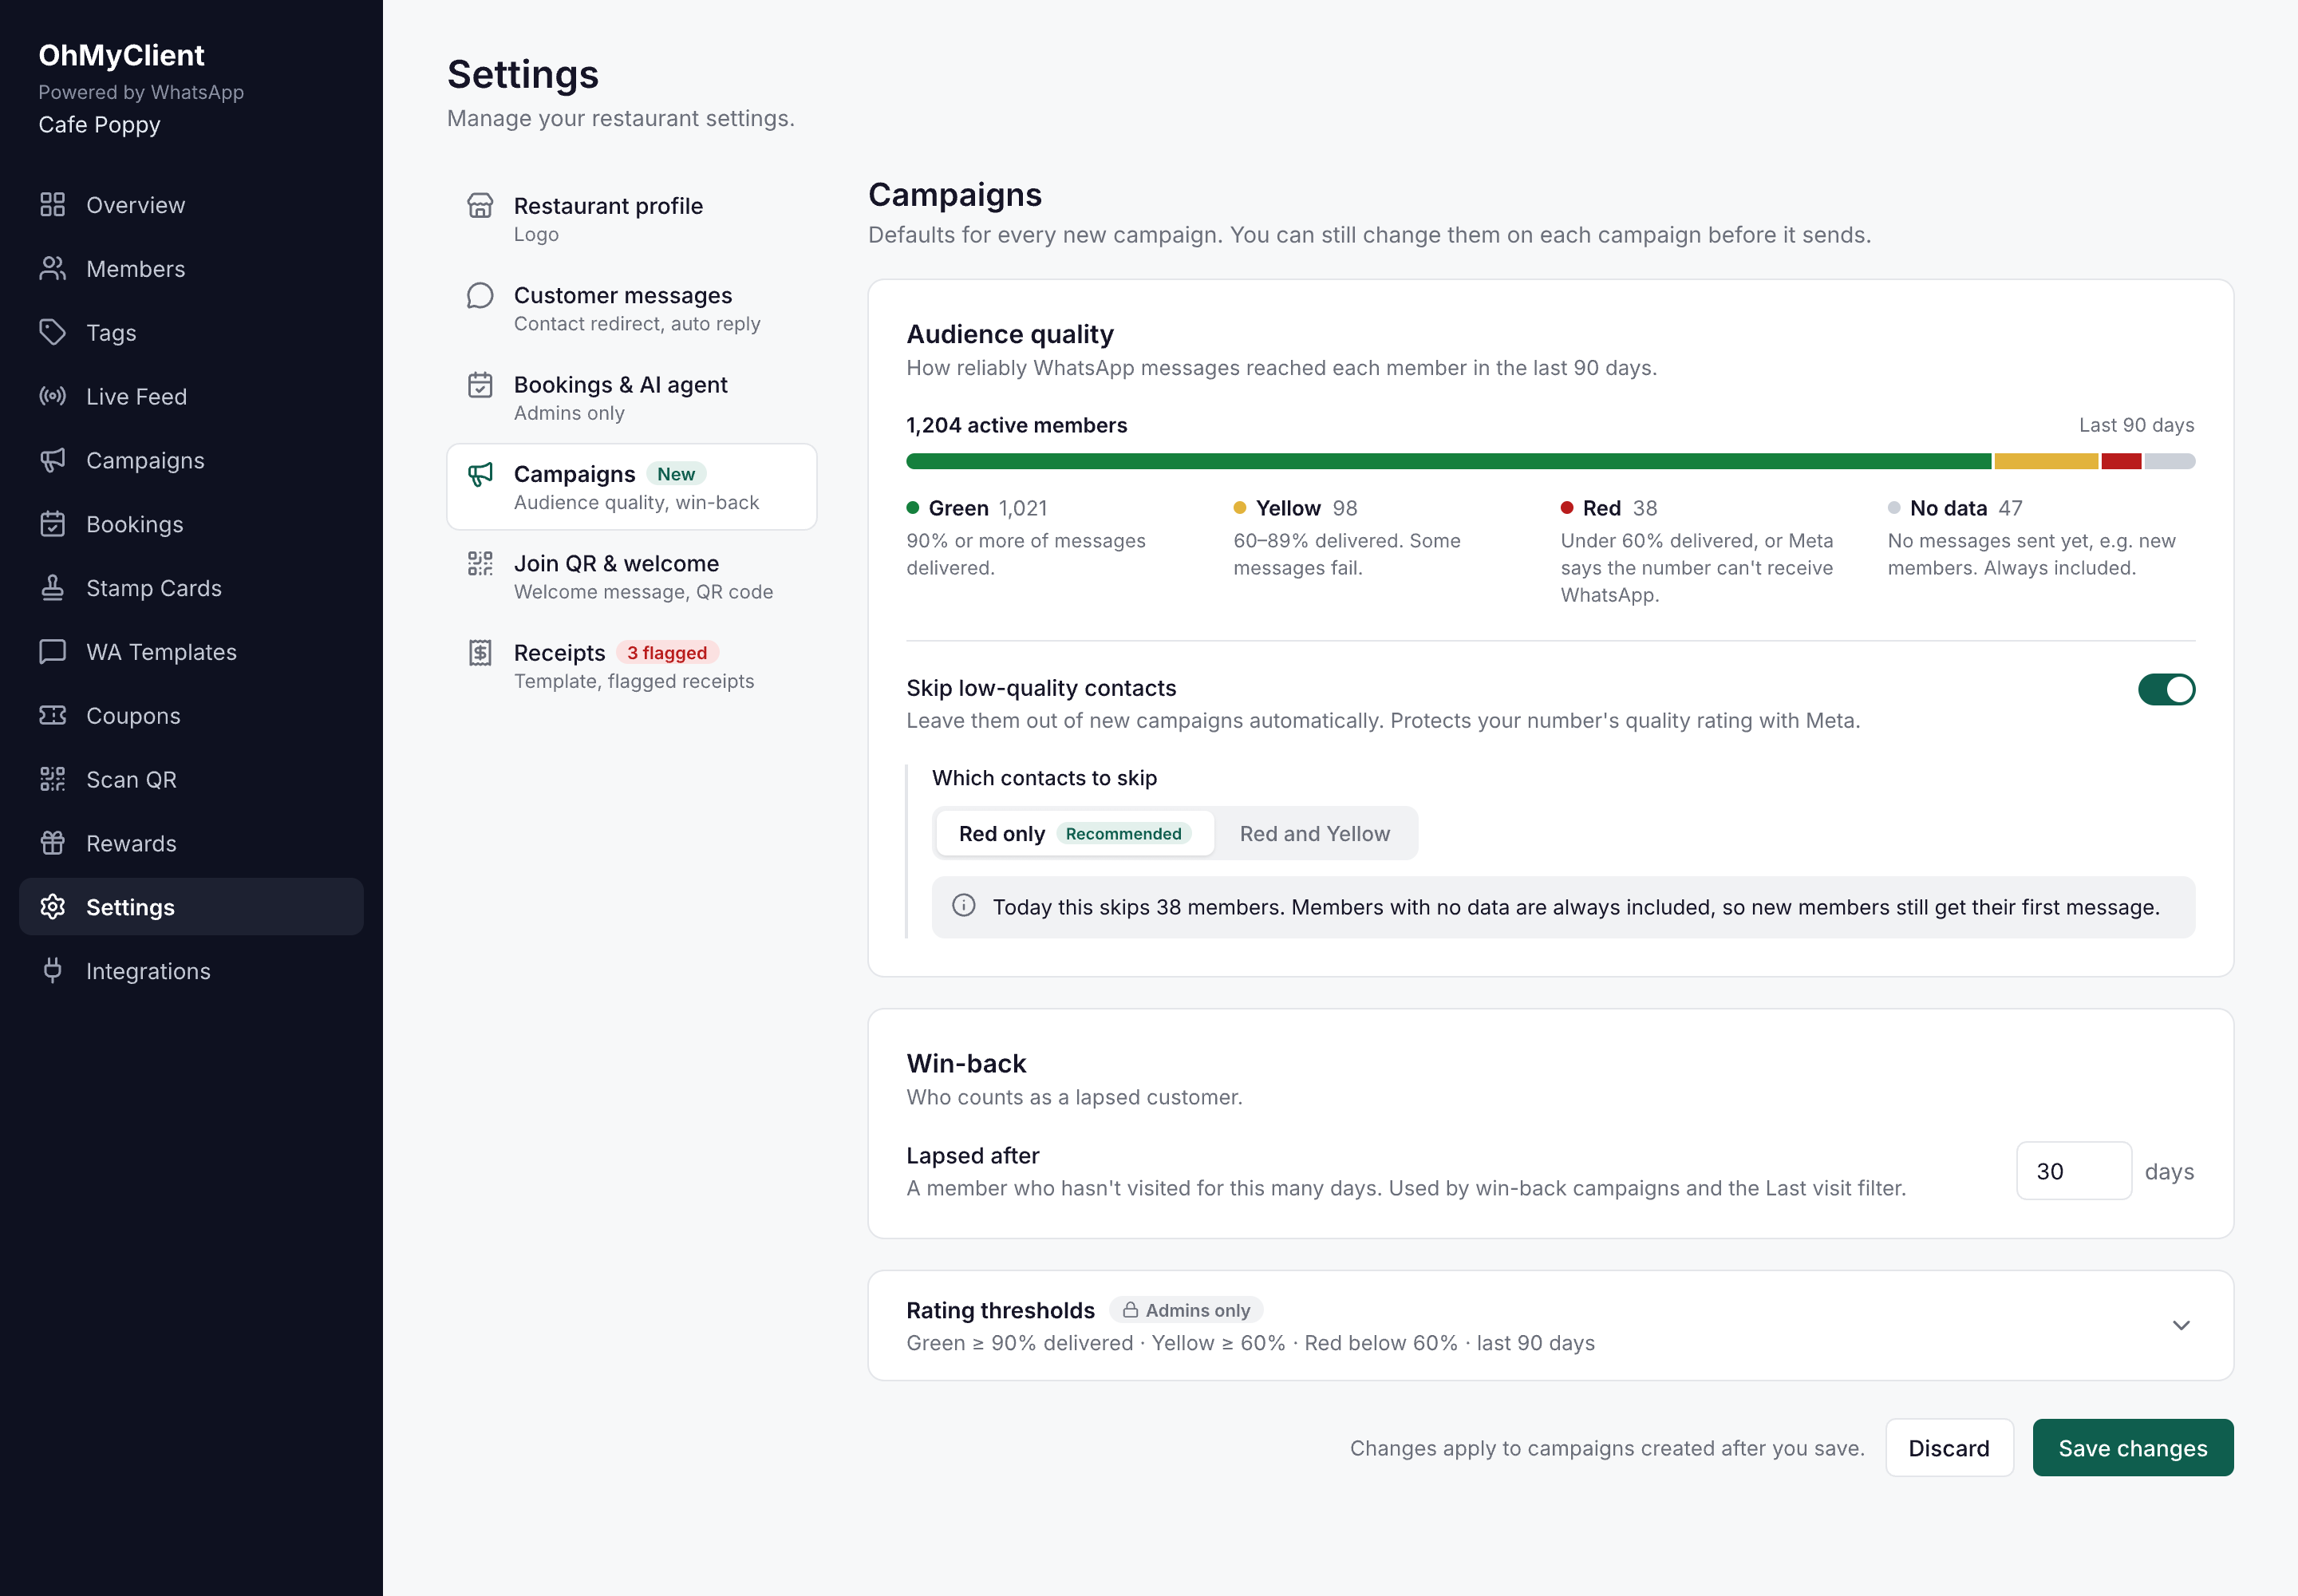 OhMyClient
Powered by WhatsApp
Cafe Poppy
Overview
Members
Tags
Live Feed
Campaigns
Bookings
Stamp Cards
WA Templates
Coupons
Scan QR
Rewards
Settings
Integrations
Settings
Manage your restaurant settings.
Restaurant profile
Logo
Customer messages
Contact redirect, auto reply
Bookings & AI agent
Admins only
Campaigns New
Audience quality, win-back
Join QR & welcome
Welcome message, QR code
Receipts 3 flagged
Template, flagged receipts
Campaigns
Defaults for every new campaign. You can still change them on each campaign before it sends.
Audience quality
How reliably WhatsApp messages reached each member in the last 90 days.
1,204 active members
Last 90 days
Green 1,021
90% or more of messages
delivered.
Yellow 98
60–89% delivered. Some
messages fail.
Red 38
Under 60% delivered, or Meta
says the number can't receive
WhatsApp.
No data 47
No messages sent yet, e.g. new
members. Always included.
Skip low-quality contacts
Leave them out of new campaigns automatically. Protects your number's quality rating with Meta.
Which contacts to skip
Red only Recommended
Red and Yellow
Today this skips 38 members. Members with no data are always included, so new members still get their first message.
Win-back
Who counts as a lapsed customer.
Lapsed after
A member who hasn't visited for this many days. Used by win-back campaigns and the Last visit filter.
30 days
Rating thresholds Admins only
Green ≥ 90% delivered · Yellow ≥ 60% · Red below 60% · last 90 days
Changes apply to campaigns created after you save.
Discard
Save changes